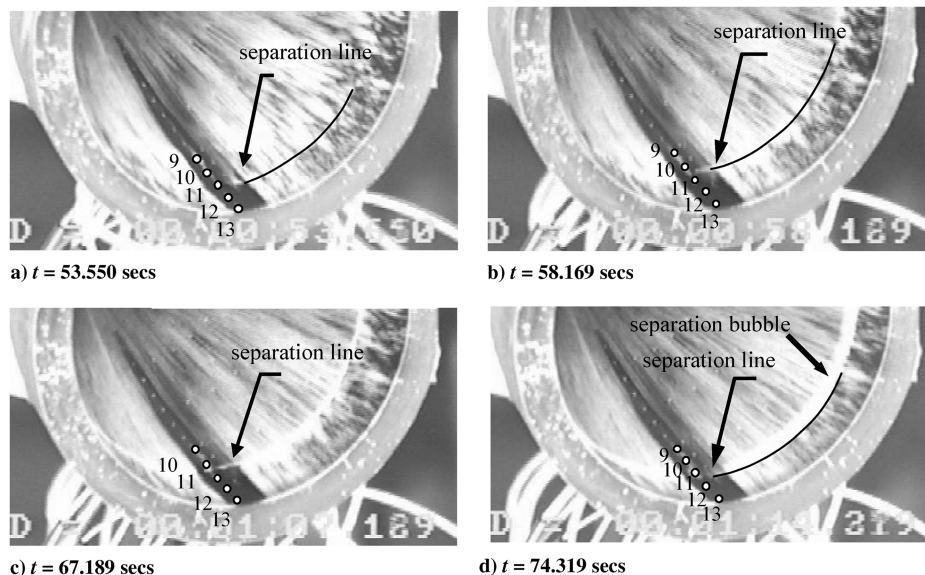 separation line
9
10
11
12
13
D =
a) t = 53.550 secs
separation line
9
10
11
12
13
D =
b) t = 58.169 secs
separation line
10
11
12
13
D =
c) t = 67.189 secs
separation bubble
separation line
9
10
11
12
13
D =
d) t = 74.319 secs